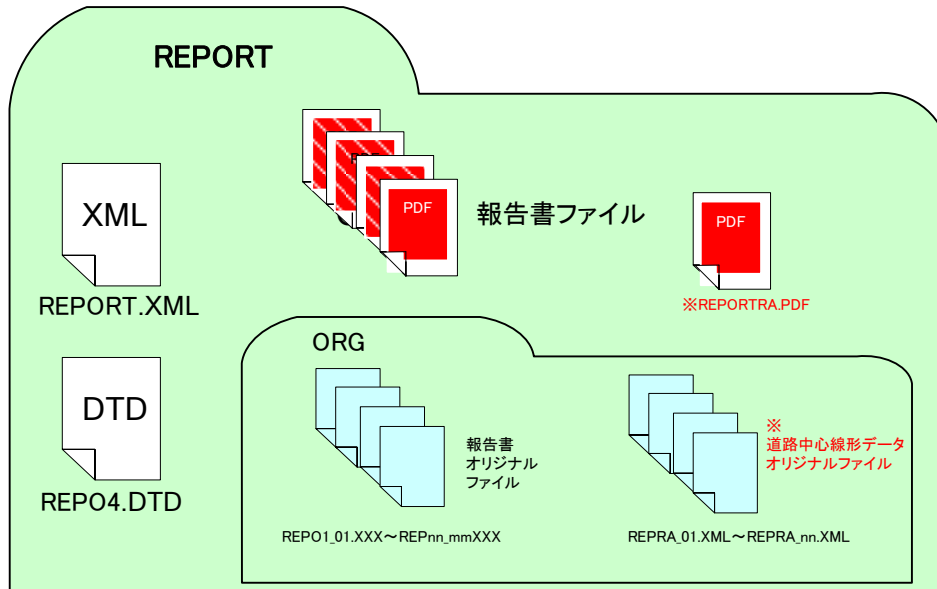 REPORT
XML
REPORT.XML
DTD
REPO4.DTD
PDF
報告書ファイル
PDF
※REPORTRA.PDF
ORG
報告書
オリジナル
ファイル
REPO1_01.XXX～REPnn_mmXXX
※
道路中心線形データ
オリジナルファイル
REPRA_01.XML～REPRA_nn.XML